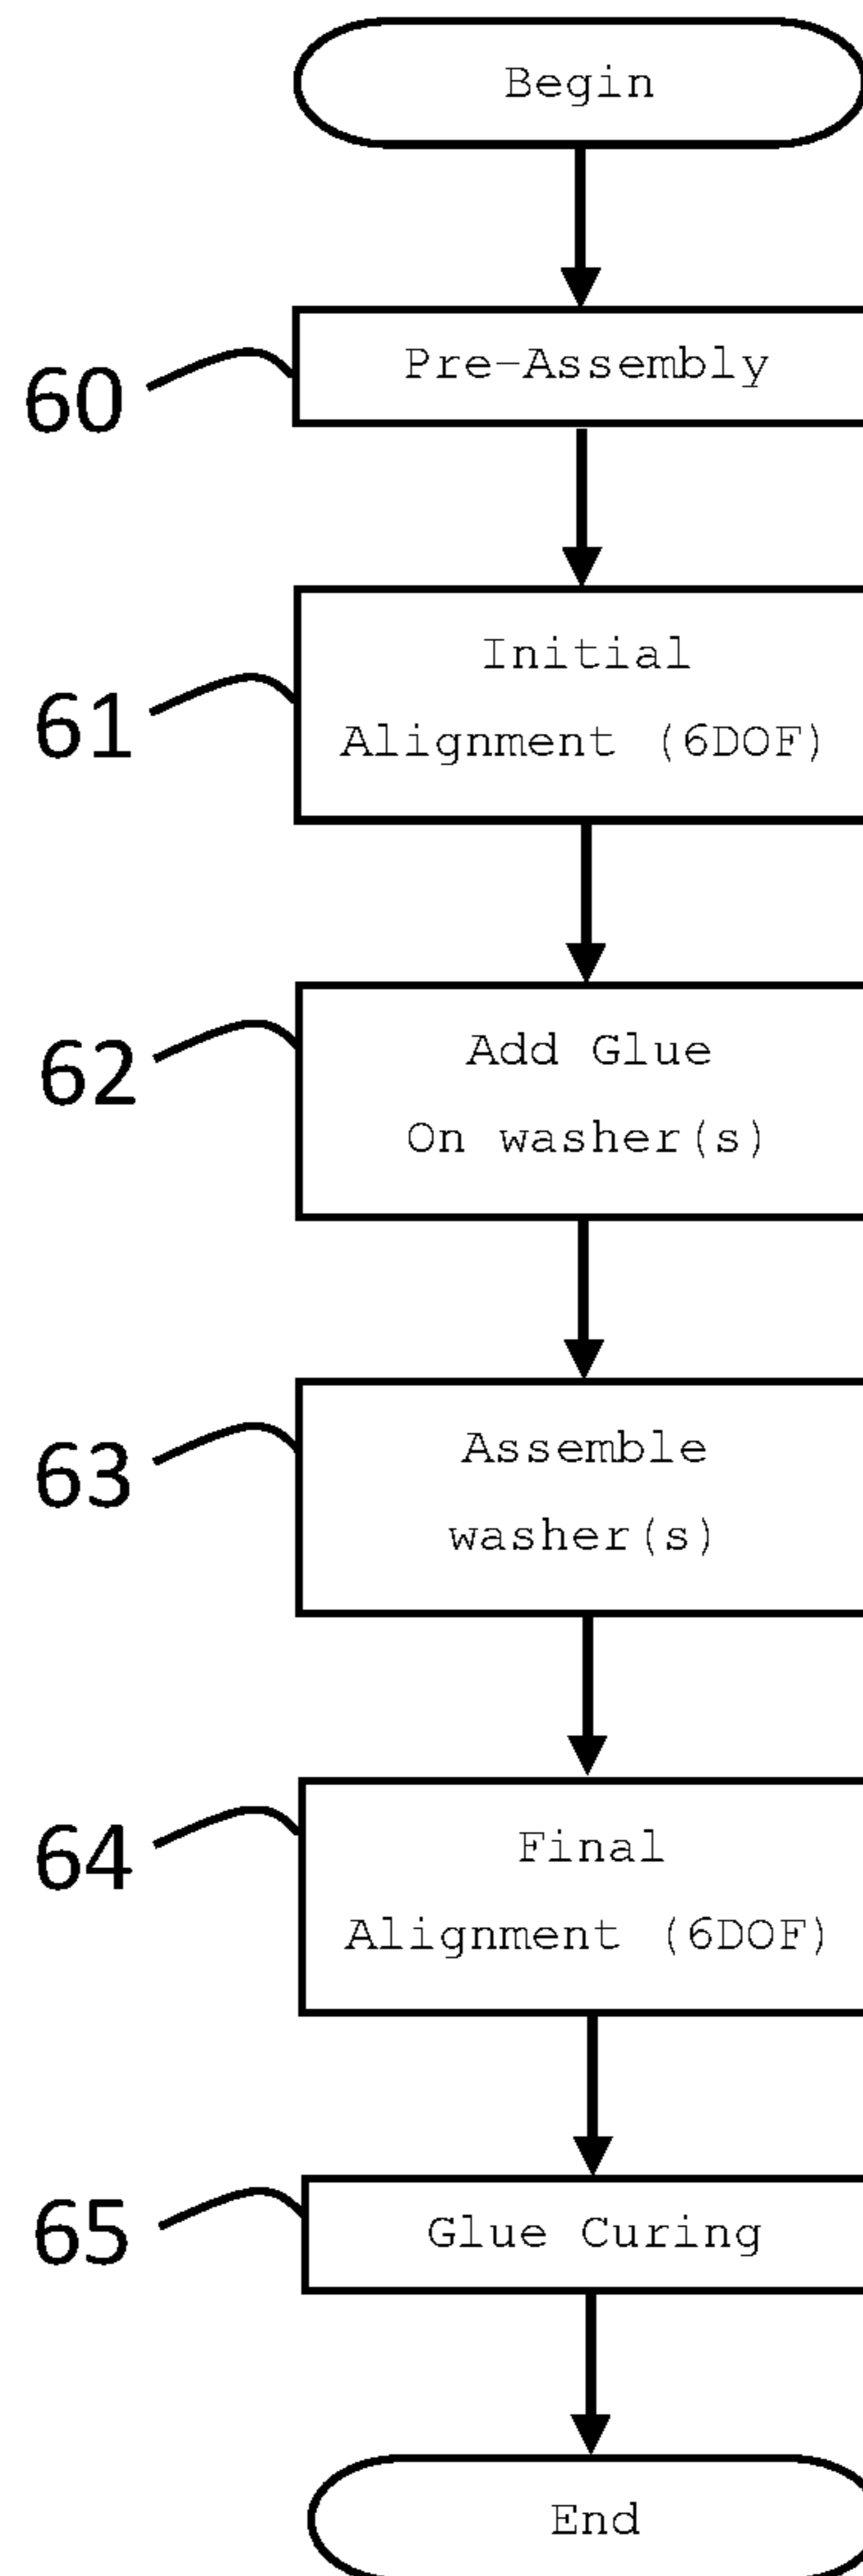 Begin
60
Pre-Assembly
61
Initial
Alignment (6DOF)
62
Add Glue
On washer(s)
63
Assemble
washer(s)
64
Final
Alignment (6DOF)
65
Glue Curing
End